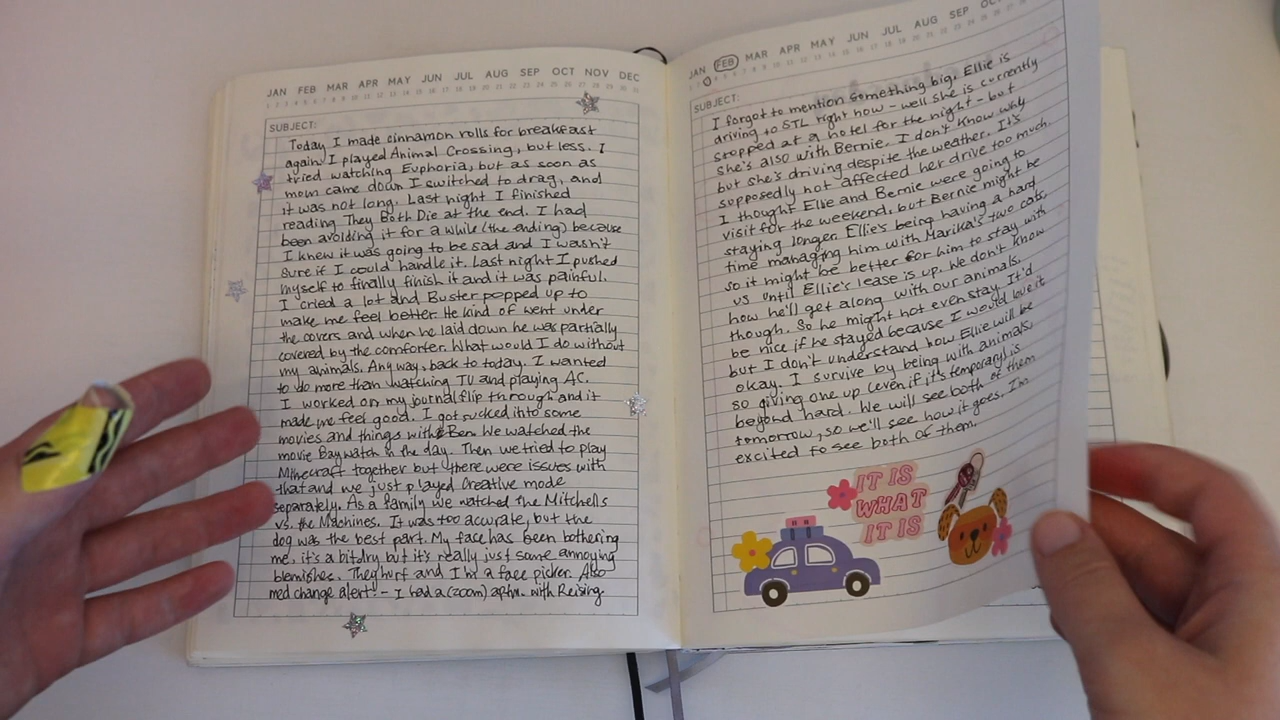 JAN FEB MAR APR MAY JUN JUL AUG SEP OCT NOV DEC
SUBJECT:
Today I made cinnamon rolls for breakfast
again. I played Animal Crossing, but less. I
tried watching Euphoria, but as soon as
mom came down I switched to drag, and
it was not long. Last night I finished
reading They Both Die at the end. I had
been avoiding it for a while (the ending) because
I knew it was going to be sad and I wasn't
sure if I could handle it. Last night I pushed
myself to finally finish it and it was painful.
I cried a lot and Buster popped up to
make me feel better. He kind of went under
the covers and when he laid down he was partially
covered by the comforter. What would I do without
my animals. Anyways, back to today. I wanted
to do more than watching TV and playing AC.
I worked on my journal flip through and it
made me feel good. I got sucked into some
movies and things with Ben. We watched the
movie Baywatch in the day. Then we tried to play
Minecraft together but there were issues with
that and we just played Creative mode
separately. As a family we watched the Mitchells
vs. the Machines. It was too accurate, but the
dog was the best part. My face has been bothering
me, it's a bit dry but it's really just some annoying
blemishes. They hurt and I'm a face picker. Also
med change alert! - I had a (zoom) aptm. with Reising.
JAN FEB MAR APR MAY JUN JUL AUG SEP OCT
SUBJECT:
I forgot to mention something big. Ellie is
driving to STL right now - well she is currently
stopped at a hotel for the night - but
she's also with Bernie. I don't know why
but she's driving despite the weather. It's
supposedly not affected her drive too much.
I thought Ellie and Bernie were going to
visit for the weekend, but Bernie might be
staying longer. Ellie's being having a hard
time managing him with Marika's two cats,
so it might be better for him to stay with
us until Ellie's lease is up. We don't know
how he'll get along with our animals,
though. So he might not even stay. It'd
be nice if he stayed because I would love it
but I don't understand how Ellie will be
okay. I survive by being with animals,
so giving one up (even if it's temporary) is
beyond hard. We will see both of them
tomorrow, so we'll see how it goes. I'm
excited to see both of them.
IT IS
WHAT
IT IS